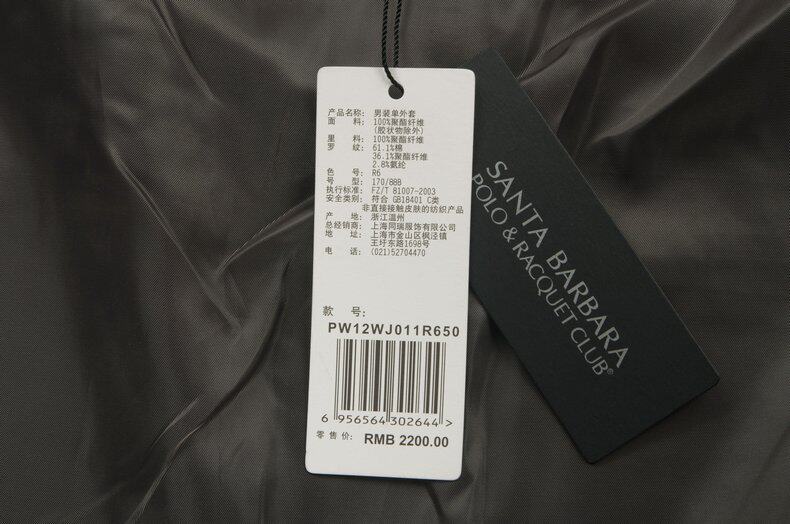 产品名称: 男装单外套
面 料: 100%聚酯纤维
(胶状物除外)
里 料: 100%聚酯纤维
罗 纹: 61.1%棉
36.1%聚酯纤维
2.8%氨纶
色 号: R6
号 型: 170/88B
执行标准: FZ/T 81007-2003
安全类别: 符合 GB18401 C类
非直接接触皮肤的纺织产品
产 地: 浙江温州
总经销商: 上海同瑞服饰有限公司
地 址: 上海市金山区枫泾镇
王圩东路1698号
电 话: (021)52704470
款 号:
PW12WJ011R650
6 956564 302644 >
零售价: RMB 2200.00
SANTA BARBARA
POLO & RACQUET CLUB®